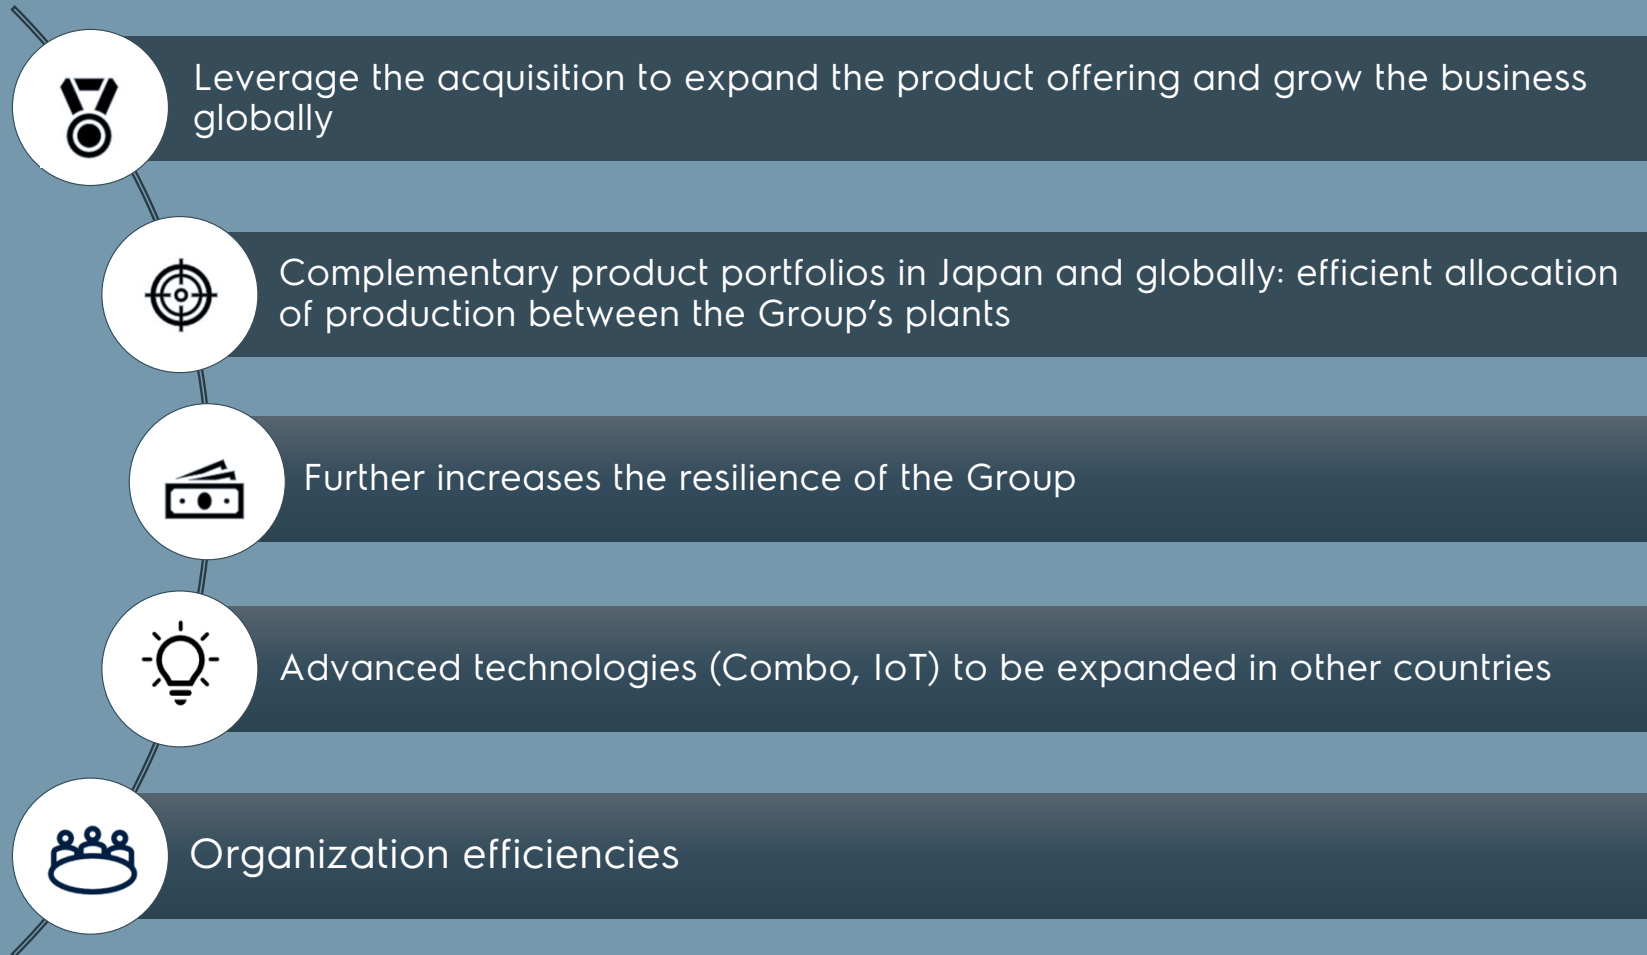 Leverage the acquisition to expand the product offering and grow the business
globally
Complementary product portfolios in Japan and globally: efficient allocation
of production between the Group’s plants
Further increases the resilience of the Group
Advanced technologies (Combo, IoT) to be expanded in other countries
Organization efficiencies